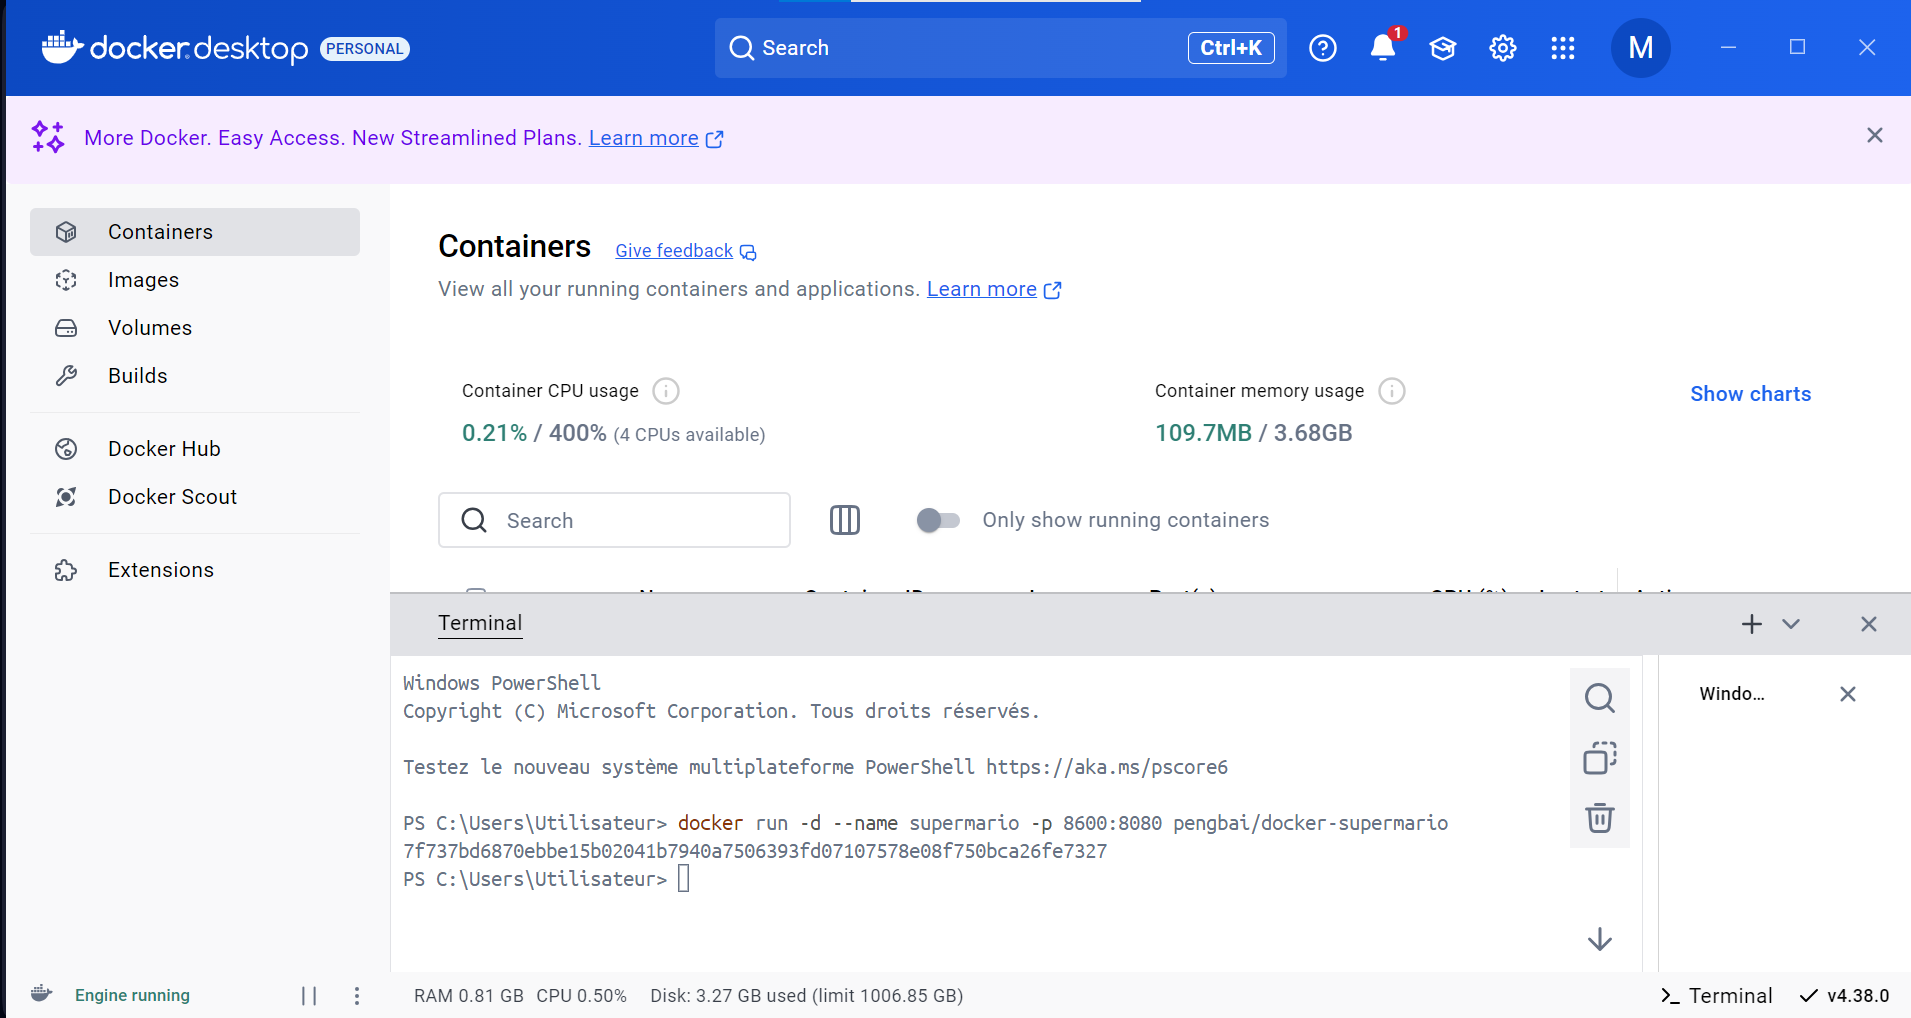 docker desktop PERSONAL
Search Ctrl+K
1
M
More Docker. Easy Access. New Streamlined Plans. Learn more
Containers
Images
Volumes
Builds
Docker Hub
Docker Scout
Extensions
Containers Give feedback
View all your running containers and applications. Learn more
Container CPU usage
0.21% / 400% (4 CPUs available)
Container memory usage
109.7MB / 3.68GB
Show charts
Search
Only show running containers
Terminal
Windows PowerShell
Copyright (C) Microsoft Corporation. Tous droits réservés.
Testez le nouveau système multiplateforme PowerShell https://aka.ms/pscore6
PS C:\Users\Utilisateur> docker run -d --name supermario -p 8600:8080 pengbai/docker-supermario
7f737bd6870ebbe15b02041b7940a7506393fd07107578e08f750bca26fe7327
PS C:\Users\Utilisateur>
Windo...
Engine running
RAM 0.81 GB CPU 0.50% Disk: 3.27 GB used (limit 1006.85 GB)
Terminal
v4.38.0